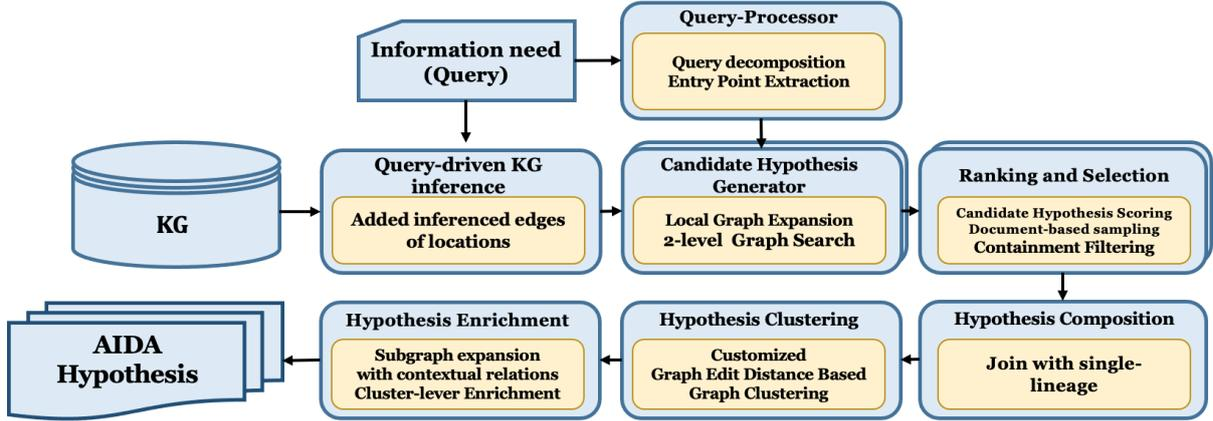 Information need
(Query)
Query-Processor
Query decomposition
Entry Point Extraction
KG
Query-driven KG
inference
Added inferenced edges
of locations
Candidate Hypothesis
Generator
Local Graph Expansion
2-level Graph Search
Ranking and Selection
Candidate Hypothesis Scoring
Document-based sampling
Containment Filtering
AIDA
Hypothesis
Hypothesis Enrichment
Subgraph expansion
with contextual relations
Cluster-lever Enrichment
Hypothesis Clustering
Customized
Graph Edit Distance Based
Graph Clustering
Hypothesis Composition
Join with single-
lineage